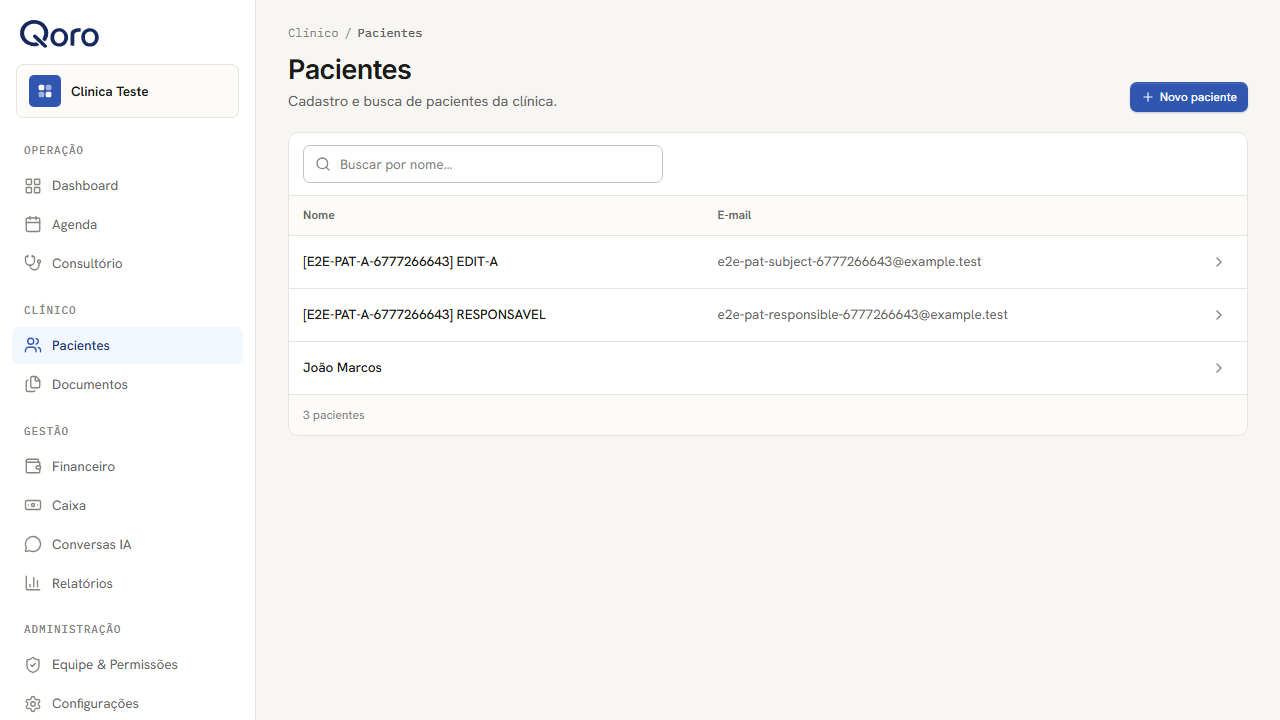 Qoro
Clinica Teste
OPERAÇÃO
Dashboard
Agenda
Consultório
CLÍNICO
Pacientes
Documentos
GESTÃO
Financeiro
Caixa
Conversas IA
Relatórios
ADMINISTRAÇÃO
Equipe & Permissões
Configurações
Clínico / Pacientes
Pacientes
Cadastro e busca de pacientes da clínica.
Novo paciente
Buscar por nome...
Nome E-mail
[E2E-PAT-A-6777266643] EDIT-A e2e-pat-subject-6777266643@example.test
[E2E-PAT-A-6777266643] RESPONSAVEL e2e-pat-responsible-6777266643@example.test
João Marcos
3 pacientes